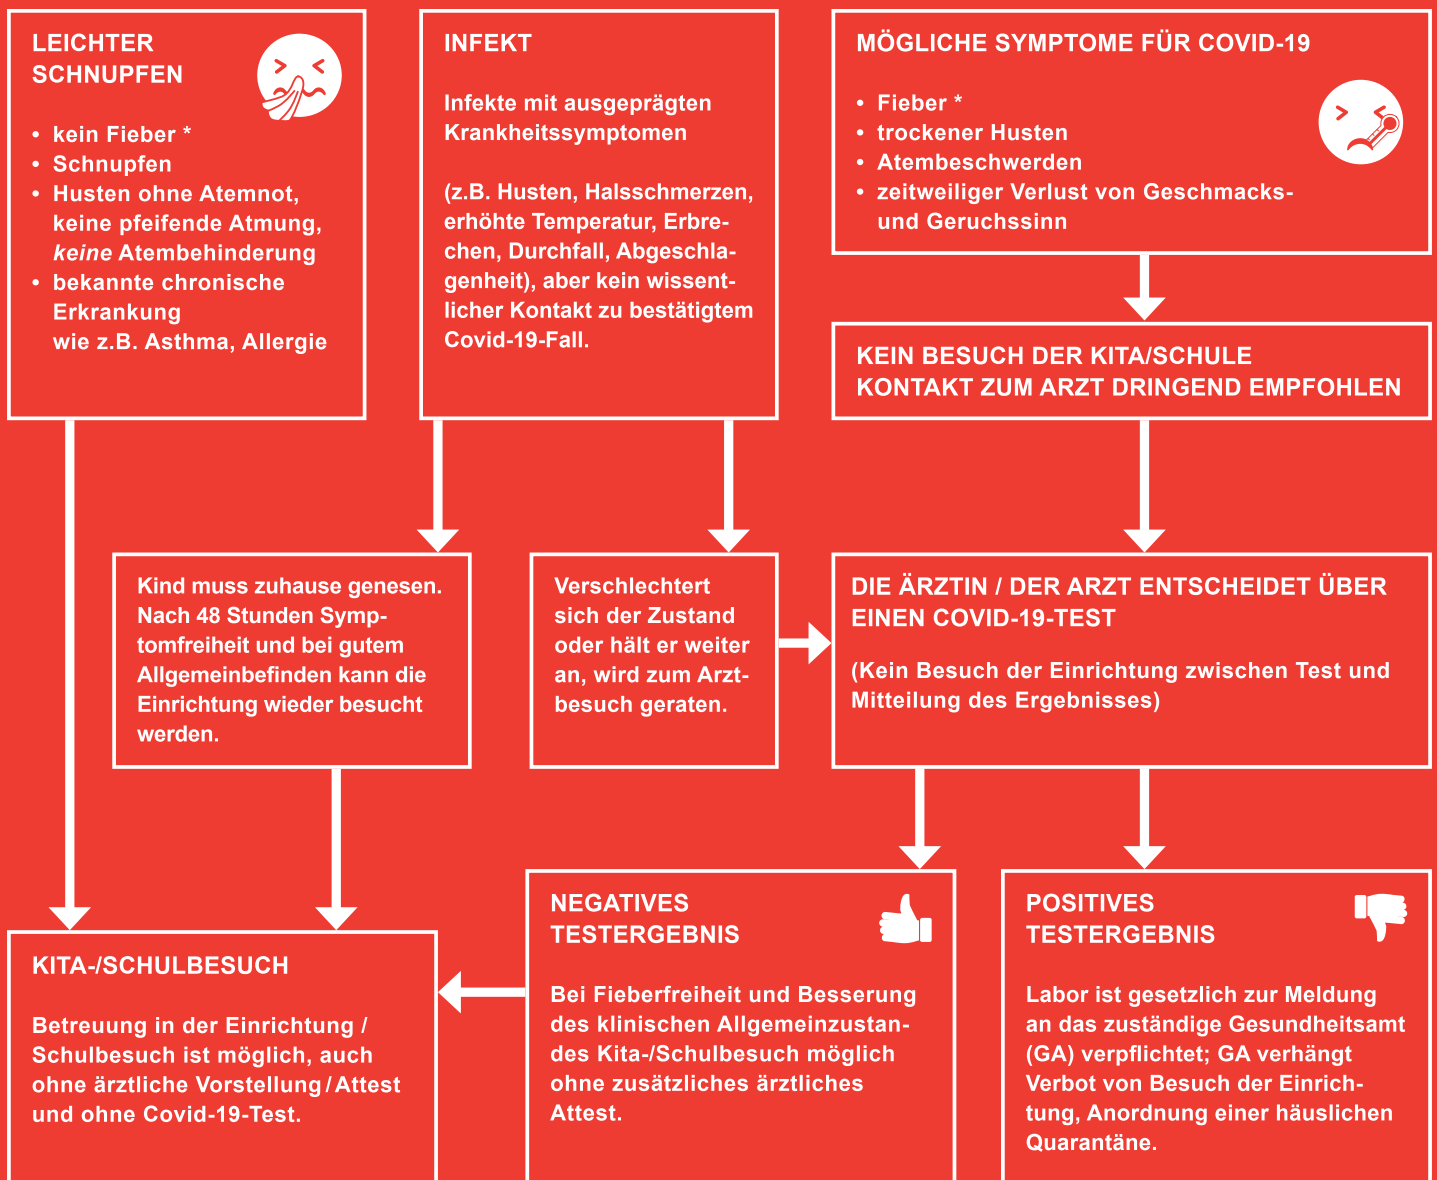 LEICHTER
SCHNUPFEN
• kein Fieber *
• Schnupfen
• Husten ohne Atemnot,
keine pfeifende Atmung,
keine Atembehinderung
• bekannte chronische
Erkrankung
wie z.B. Asthma, Allergie
INFEKT
Infekte mit ausgeprägten
Krankheitssymptomen
(z.B. Husten, Halsschmerzen,
erhöhte Temperatur, Erbre-
chen, Durchfall, Abgeschla-
genheit), aber kein wissent-
licher Kontakt zu bestätigtem
Covid-19-Fall.
MÖGLICHE SYMPTOME FÜR COVID-19
• Fieber *
• trockener Husten
• Atembeschwerden
• zeitweiliger Verlust von Geschmacks-
und Geruchssinn
KEIN BESUCH DER KITA/SCHULE
KONTAKT ZUM ARZT DRINGEND EMPFOHLEN
Kind muss zuhause genesen.
Nach 48 Stunden Symp-
tomfreiheit und bei gutem
Allgemeinbefinden kann die
Einrichtung wieder besucht
werden.
Verschlechtert
sich der Zustand
oder hält er weiter
an, wird zum Arzt-
besuch geraten.
DIE ÄRZTIN / DER ARZT ENTSCHEIDET ÜBER
EINEN COVID-19-TEST
(Kein Besuch der Einrichtung zwischen Test und
Mitteilung des Ergebnisses)
KITA-/SCHULBESUCH
Betreuung in der Einrichtung /
Schulbesuch ist möglich, auch
ohne ärztliche Vorstellung / Attest
und ohne Covid-19-Test.
NEGATIVES
TESTERGEBNIS
Bei Fieberfreiheit und Besserung
des klinischen Allgemeinzustan-
des Kita-/Schulbesuch möglich
ohne zusätzliches ärztliches
Attest.
POSITIVES
TESTERGEBNIS
Labor ist gesetzlich zur Meldung
an das zuständige Gesundheitsamt
(GA) verpflichtet; GA verhängt
Verbot von Besuch der Einrich-
tung, Anordnung einer häuslichen
Quarantäne.